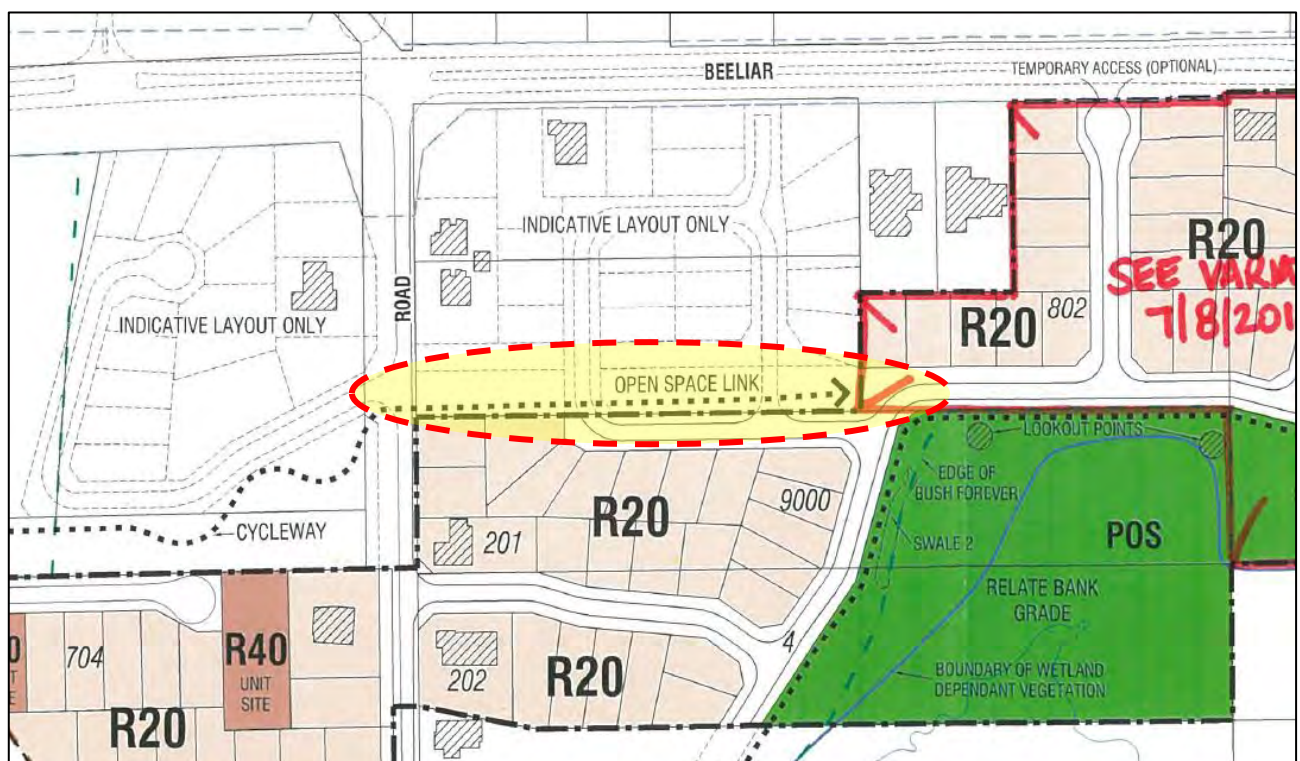 BEELIAR
TEMPORARY ACCESS (OPTIONAL)
INDICATIVE LAYOUT ONLY
R20
SEE
7/8/201
INDICATIVE LAYOUT ONLY
ROAD
R20
802
OPEN SPACE LINK
LOOKOUT POINTS
EDGE OF
BUSH FOREVER
9000
R20
201
CYCLEWAY
SWALE 2
POS
RELATE BANK
GRADE
4
704
R40
UNIT
SITE
202
R20
BOUNDARY OF WETLAND
DEPENDANT VEGETATION
R20